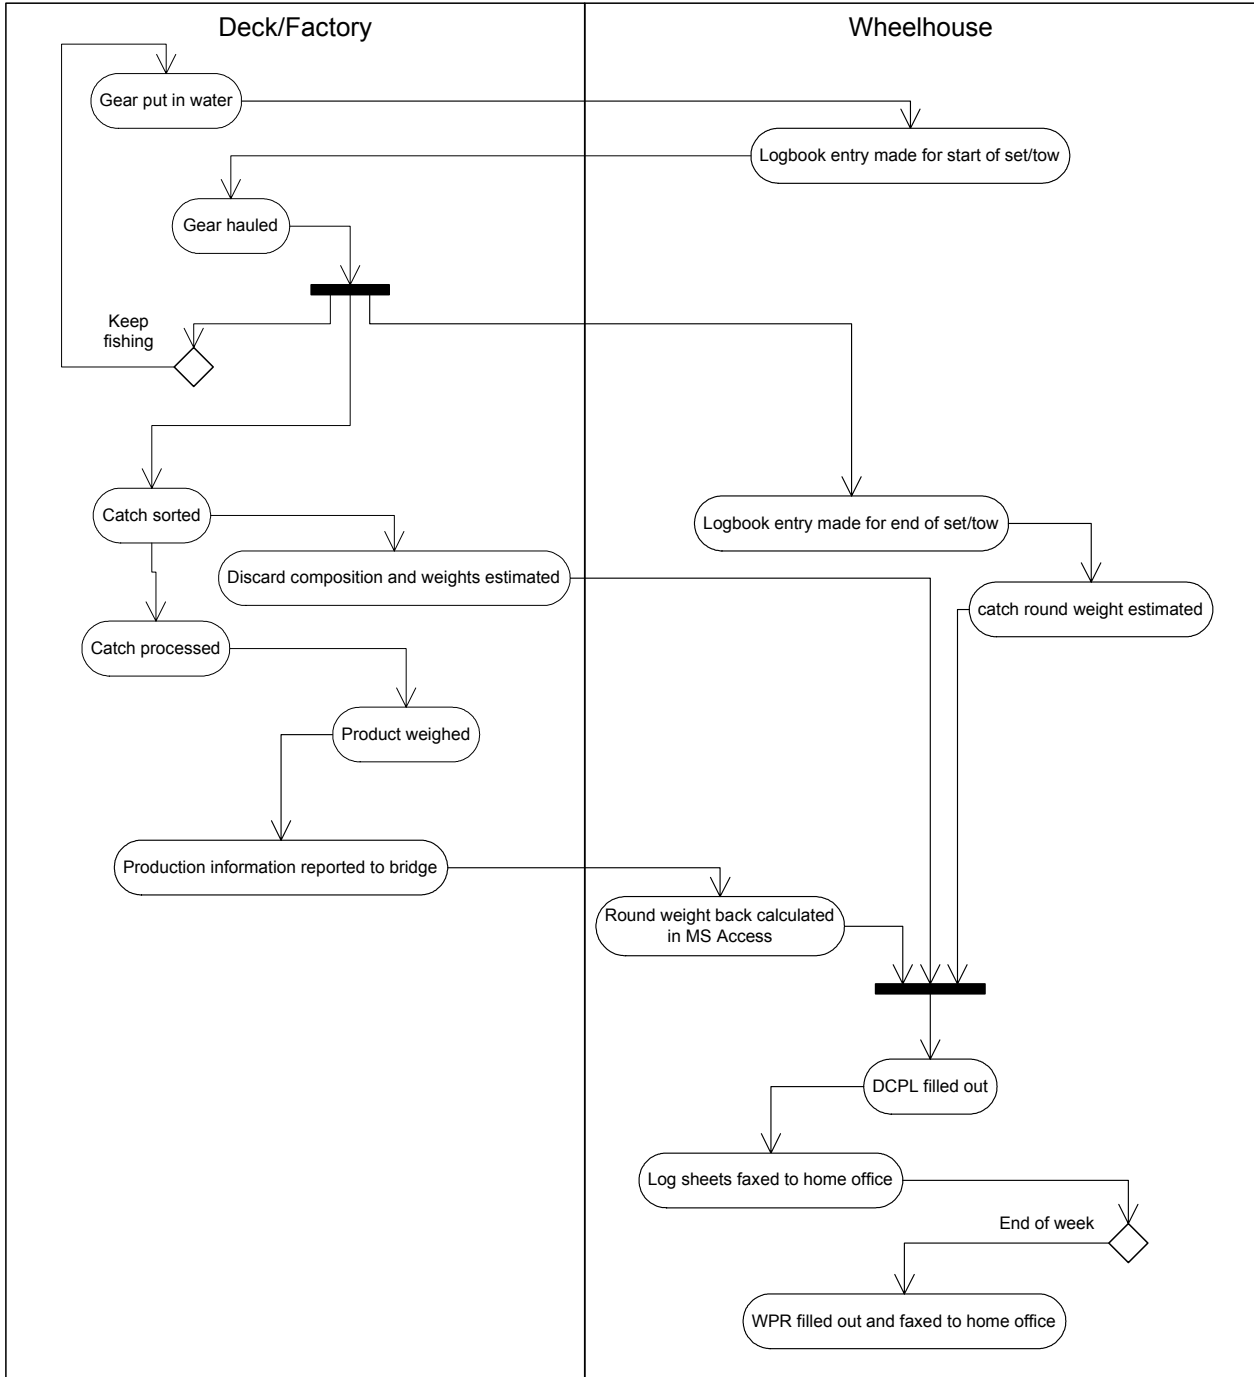 Deck/Factory
Wheelhouse
Gear put in water
Logbook entry made for start of set/tow
Gear hauled
Keep
fishing
Catch sorted
Logbook entry made for end of set/tow
Discard composition and weights estimated
catch round weight estimated
Catch processed
Product weighed
Production information reported to bridge
Round weight back calculated
in MS Access
DCPL filled out
Log sheets faxed to home office
End of week
WPR filled out and faxed to home office